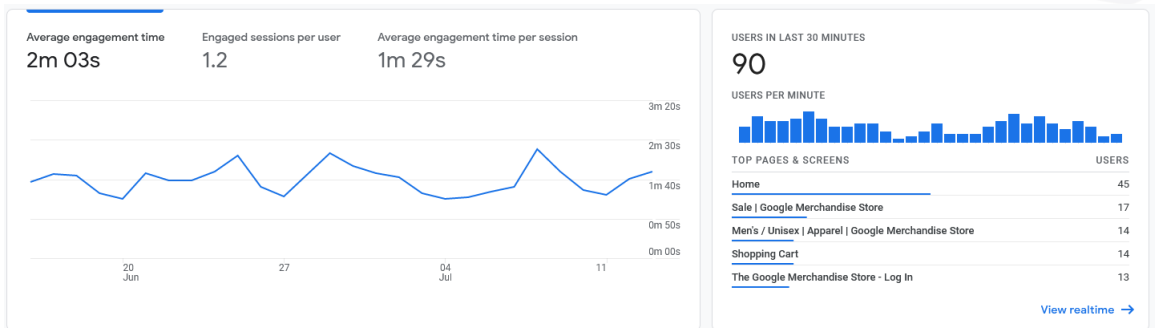 Average engagement time
2m 03s
Engaged sessions per user
1.2
Average engagement time per session
1m 29s
3m 20s
2m 30s
1m 40s
0m 50s
0m 00s
20
Jun
27
04
Jul
11
USERS IN LAST 30 MINUTES
90
USERS PER MINUTE
TOP PAGES & SCREENS USERS
Home 45
Sale | Google Merchandise Store 17
Men's / Unisex | Apparel | Google Merchandise Store 14
Shopping Cart 14
The Google Merchandise Store - Log In 13
View realtime